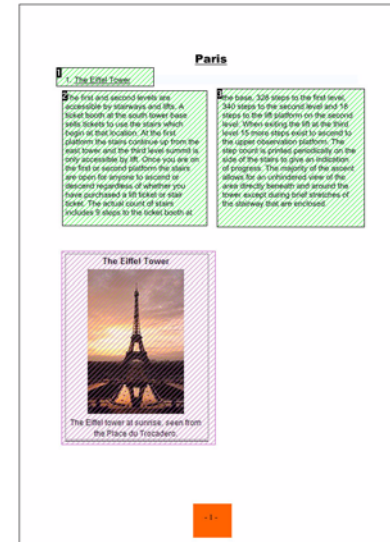 Paris
1
1. The Eiffel Tower
2
The first and second levels are
accessible by stairways and lifts. A
ticket booth at the south tower base
sells tickets to use the stairs which
begin at that location. At the first
platform the stairs continue up from the
east tower and the third level summit is
only accessible by lift. Once you are on
the first or second platform the stairs
are open for anyone to ascend or
descend regardless of whether you
have purchased a lift ticket or stair
ticket. The actual count of stairs
includes 9 steps to the ticket booth at
3
the base, 328 steps to the first level,
340 steps to the second level and 18
steps to the lift platform on the second
level. When exiting the lift at the third
level 15 more steps exist to ascend to
the upper observation platform. The
step count is printed periodically on the
side of the stairs to give an indication
of progress. The majority of the ascent
allows for an unhindered view of the
area directly beneath and around the
tower except during brief stretches of
the stairway that are enclosed.
The Eiffel Tower
The Eiffel tower at sunrise, seen from
the Place du Trocadero.
- 1 -